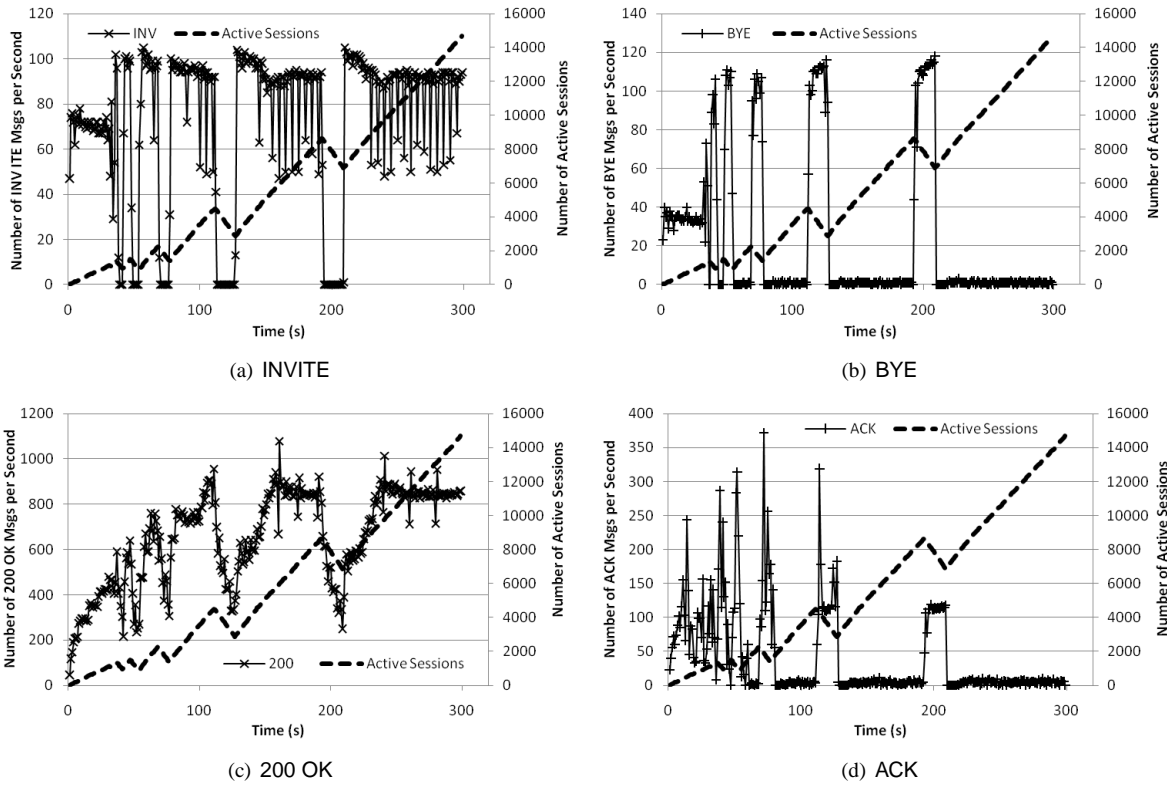 120
100
80
60
40
20
0
16000
14000
12000
10000
8000
6000
4000
2000
0
0 100 200 300
Number of INV ITE Msgs per Second
Number of Active Sessions
INV Active Sessions
Time (s)
(a) INVITE
140
120
100
80
60
40
20
0
16000
14000
12000
10000
8000
6000
4000
2000
0
0 100 200 300
Number of BYE Msgs per Second
Number of Active Sessions
BYE Active Sessions
Time (s)
(b) BYE
1200
1000
800
600
400
200
0
16000
14000
12000
10000
8000
6000
4000
2000
0
0 100 200 300
Number of 200 OK Msgs per Second
Number of Active Sessions
200 Active Sessions
Time (s)
(c) 200 OK
400
350
300
250
200
150
100
50
0
16000
14000
12000
10000
8000
6000
4000
2000
0
0 100 200 300
Number of ACK Msgs per Second
Number of Active Sessions
ACK Active Sessions
Time (s)
(d) ACK